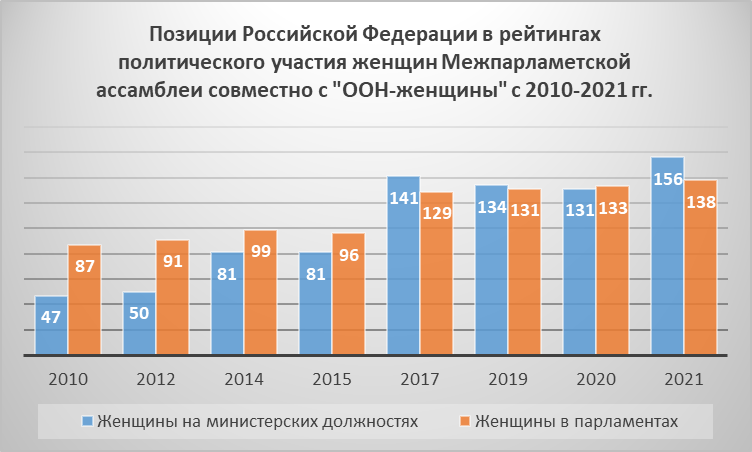 Позиции Российской Федерации в рейтингах
политического участия женщин Межпарламетской
ассамблеи совместно с "ООН-женщины" с 2010-2021 гг.
47 87 50 91 81 99 81 96 141 129 134 131 131 133 156 138
2010 2012 2014 2015 2017 2019 2020 2021
Женщины на министерских должностях Женщины в парламентах